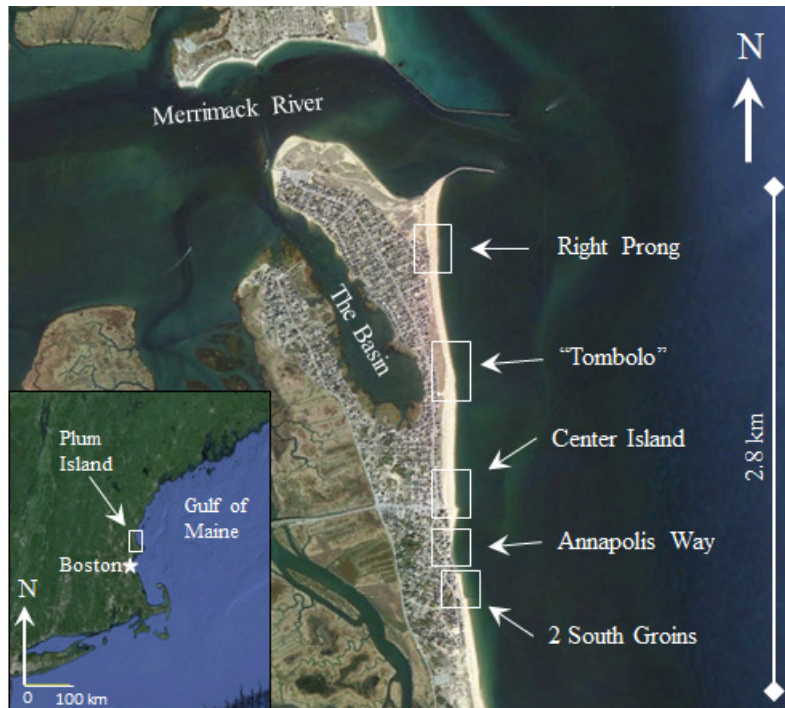 N
Merrimack River
Right Prong
The Basin
“Tombolo”
Center Island
2.8 km
Annapolis Way
2 South Groins
Plum
Island
Gulf of
Maine
Boston
N
0 100 km